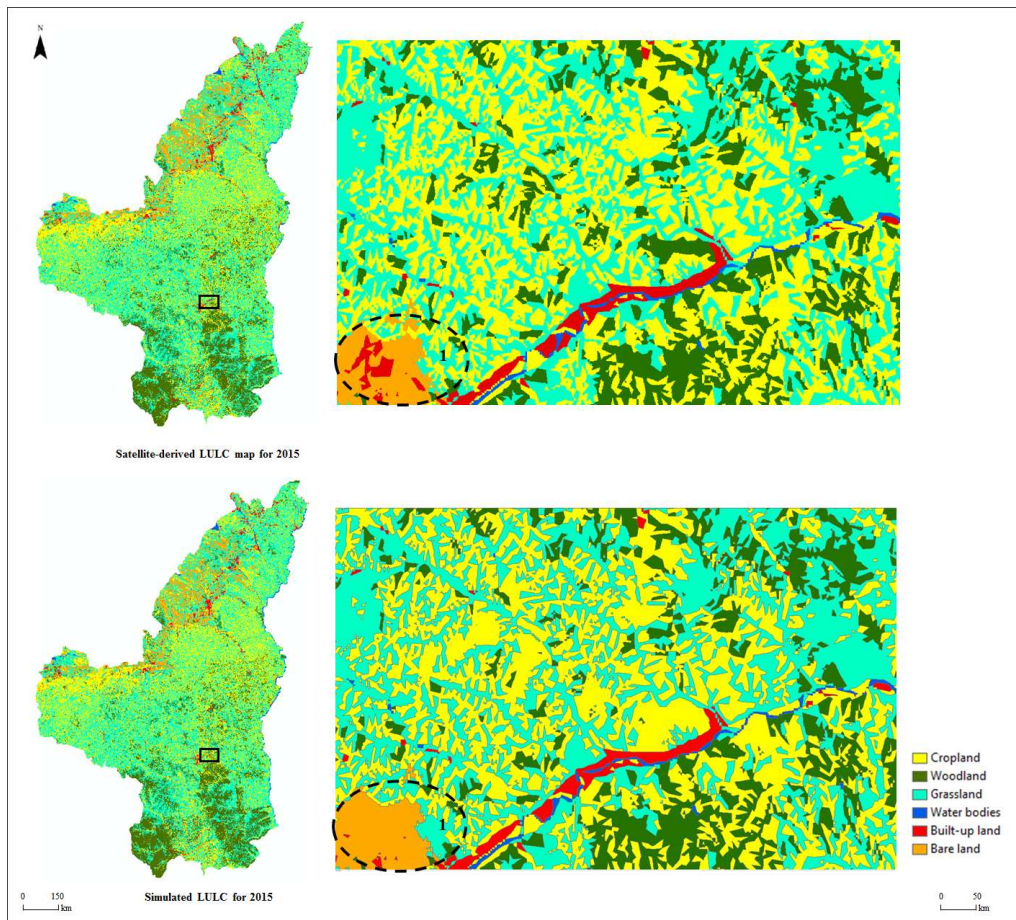 N
1
Satellite-derived LULC map for 2015
1
Cropland
Woodland
Grassland
Water bodies
Built-up land
Bare land
Simulated LULC for 2015
0 150
km
0 50
km